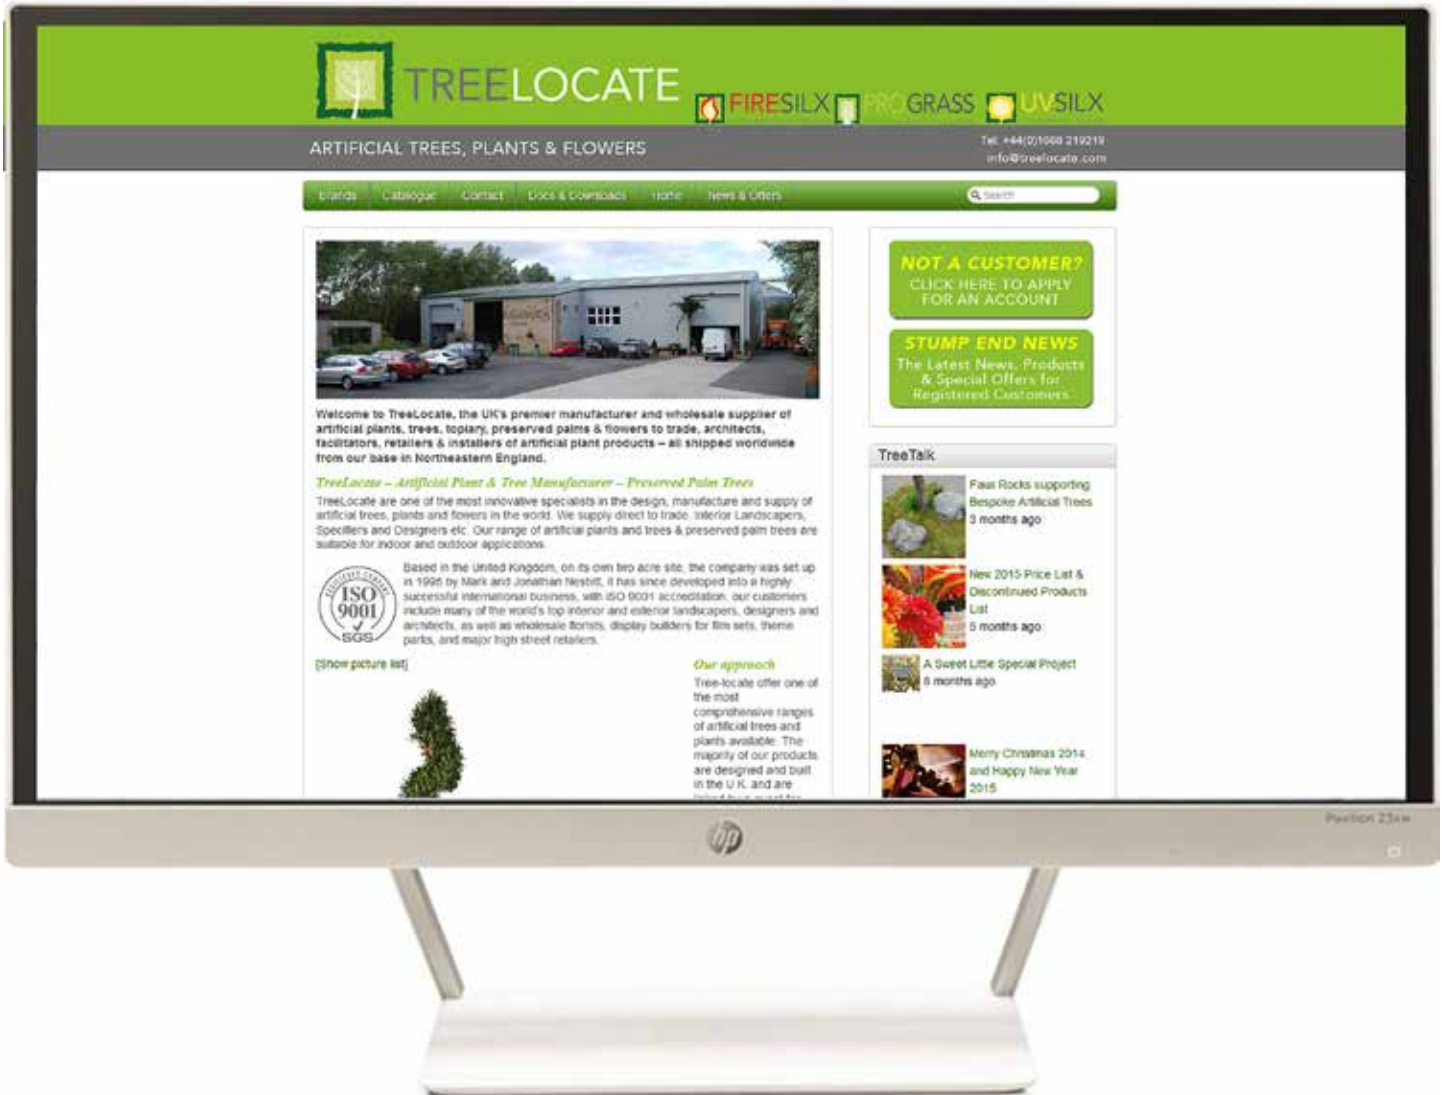 TREELOCATE
FIRESILX PROGRASS UVSILX
ARTIFICIAL TREES, PLANTS & FLOWERS
Tel: +44(0)1668 219219
info@treelocate.com
Brands Catalogue Contact Docs & Downloads Home News & Offers
Search
Welcome to TreeLocate, the UK's premier manufacturer and wholesale supplier of
artificial plants, trees, topiary, preserved palms & flowers to trade, architects,
facilitators, retailers & installers of artificial plant products – all shipped worldwide
from our base in Northeastern England.
TreeLocate – Artificial Plant & Tree Manufacturer – Preserved Palm Trees
TreeLocate are one of the most innovative specialists in the design, manufacture and supply of
artificial trees, plants and flowers in the world. We supply direct to trade. Interior Landscapers,
Specifiers and Designers etc. Our range of artificial plants and trees & preserved palm trees are
suitable for indoor and outdoor applications.
ISO
9001
SGS
Based in the United Kingdom, on its own two acre site, the company was set up
in 1995 by Mark and Jonathan Nesbitt, it has since developed into a highly
successful international business, with ISO 9001 accreditation, our customers
include many of the world's top interior and exterior landscapers, designers and
architects, as well as wholesale florists, display builders for film sets, theme
parks, and major high street retailers.
[Show picture list]
Our approach
Tree-locate offer one of
the most
comprehensive ranges
of artificial trees and
plants available. The
majority of our products
are designed and built
in the U.K. and are
NOT A CUSTOMER?
CLICK HERE TO APPLY
FOR AN ACCOUNT
STUMP END NEWS
The Latest News, Products
& Special Offers for
Registered Customers
TreeTalk
Faux Rocks supporting
Bespoke Artificial Trees
3 months ago
New 2015 Price List &
Discontinued Products
List
5 months ago
A Sweet Little Special Project
8 months ago
Merry Christmas 2014
and Happy New Year
2015
hp
Pavilion 23xw